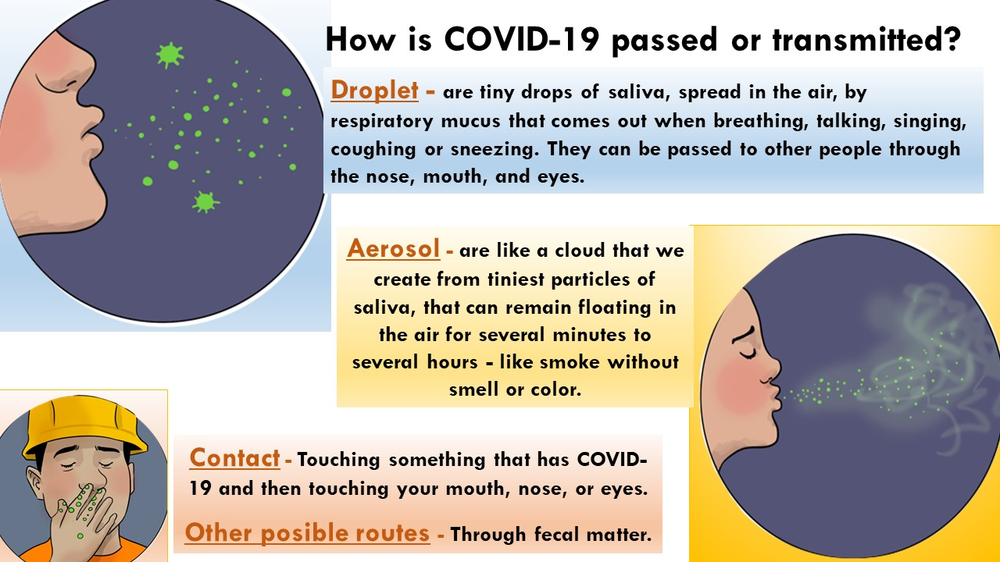 How is COVID-19 passed or transmitted?
Droplet - are tiny drops of saliva, spread in the air, by
respiratory mucus that comes out when breathing, talking, singing,
coughing or sneezing. They can be passed to other people through
the nose, mouth, and eyes.
Aerosol - are like a cloud that we
create from tiniest particles of
saliva, that can remain floating in
the air for several minutes to
several hours - like smoke without
smell or color.
Contact - Touching something that has COVID-
19 and then touching your mouth, nose, or eyes.
Other posible routes - Through fecal matter.